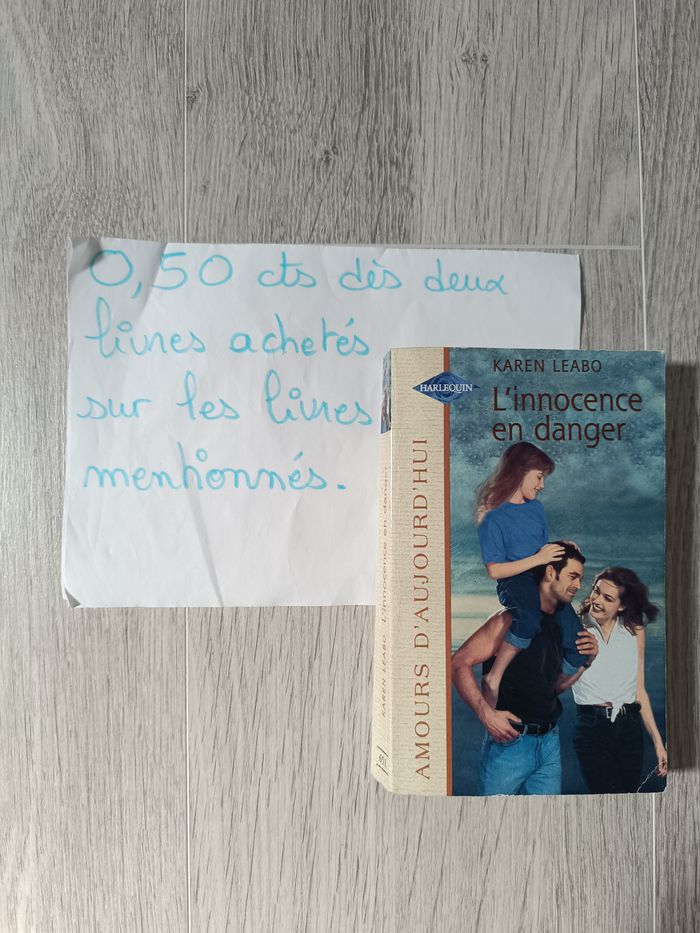 0,50 cts dès deux
livres achetés
sur les livres
mentionnés.
KAREN LEABO
HARLEQUIN
L'innocence
en danger
AMOURS D'AUJOURD'HUI
KAREN LEABO L'innocence en danger